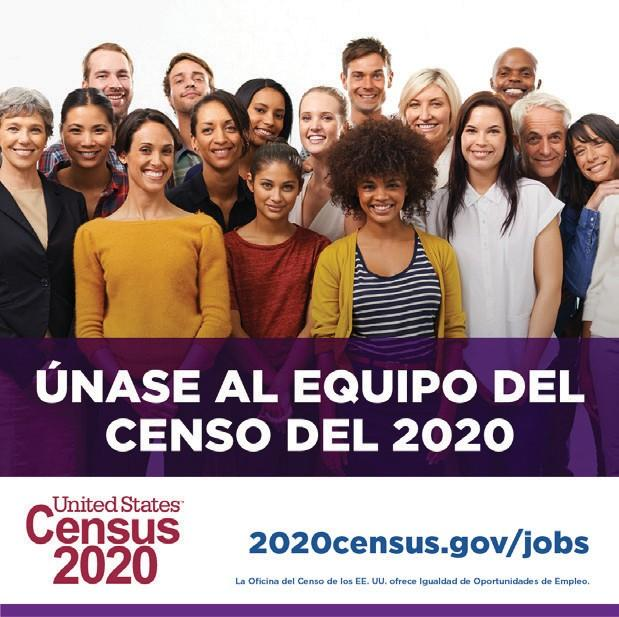 ÚNASE AL EQUIPO DEL
CENSO DEL 2020
United States™
Census
2020
2020census.gov/jobs
La Oficina del Censo de los EE. UU. ofrece Igualdad de Oportunidades de Empleo.